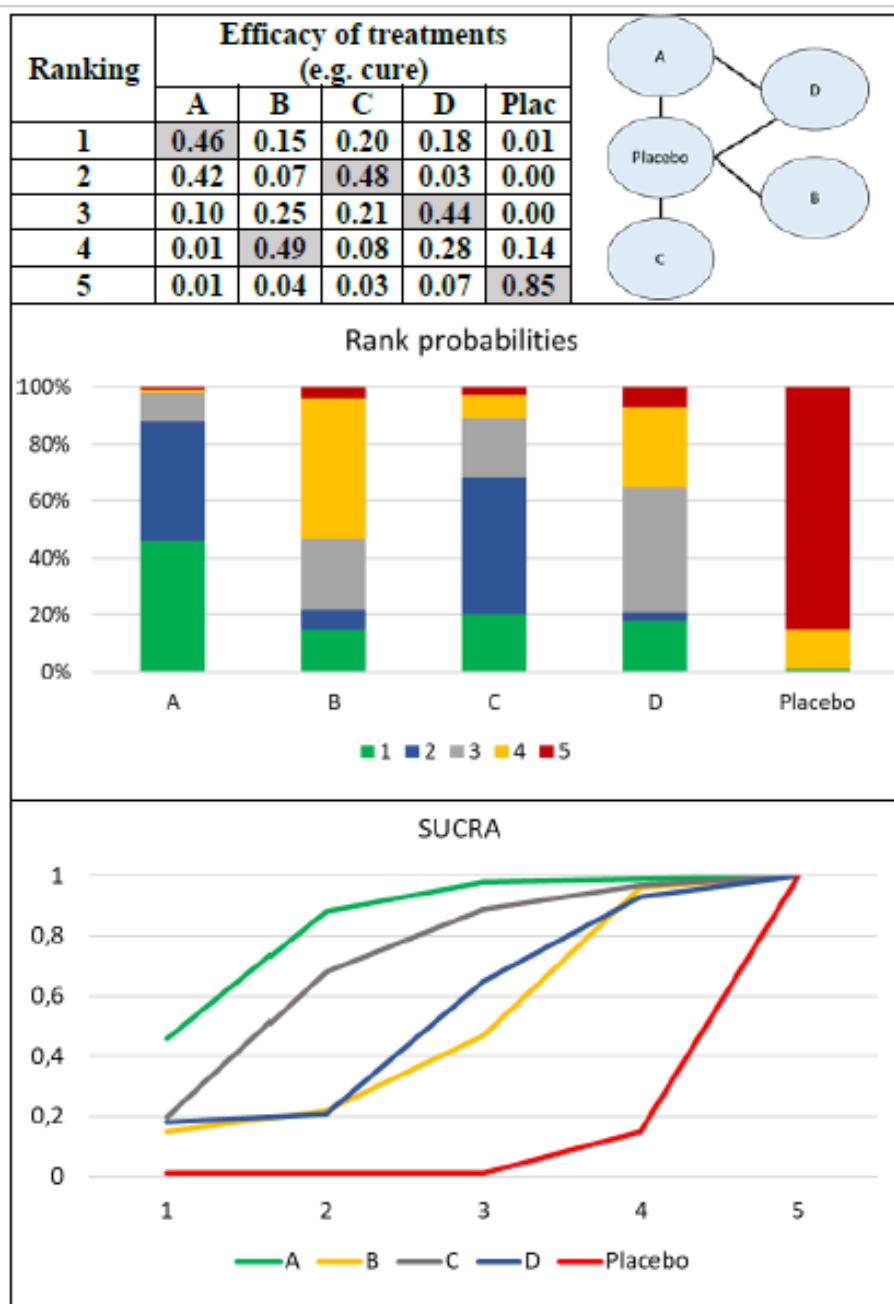 Ranking
Efficacy of treatments
(e.g. cure)
A B C D Plac
1 0.46 0.15 0.20 0.18 0.01
2 0.42 0.07 0.48 0.03 0.00
3 0.10 0.25 0.21 0.44 0.00
4 0.01 0.49 0.08 0.28 0.14
5 0.01 0.04 0.03 0.07 0.85
A
D
Placebo
B
C
Rank probabilities
100%
80%
60%
40%
20%
0%
A B C D Placebo
1 2 3 4 5
SUCRA
1
0,8
0,6
0,4
0,2
0
1 2 3 4 5
A B C D Placebo